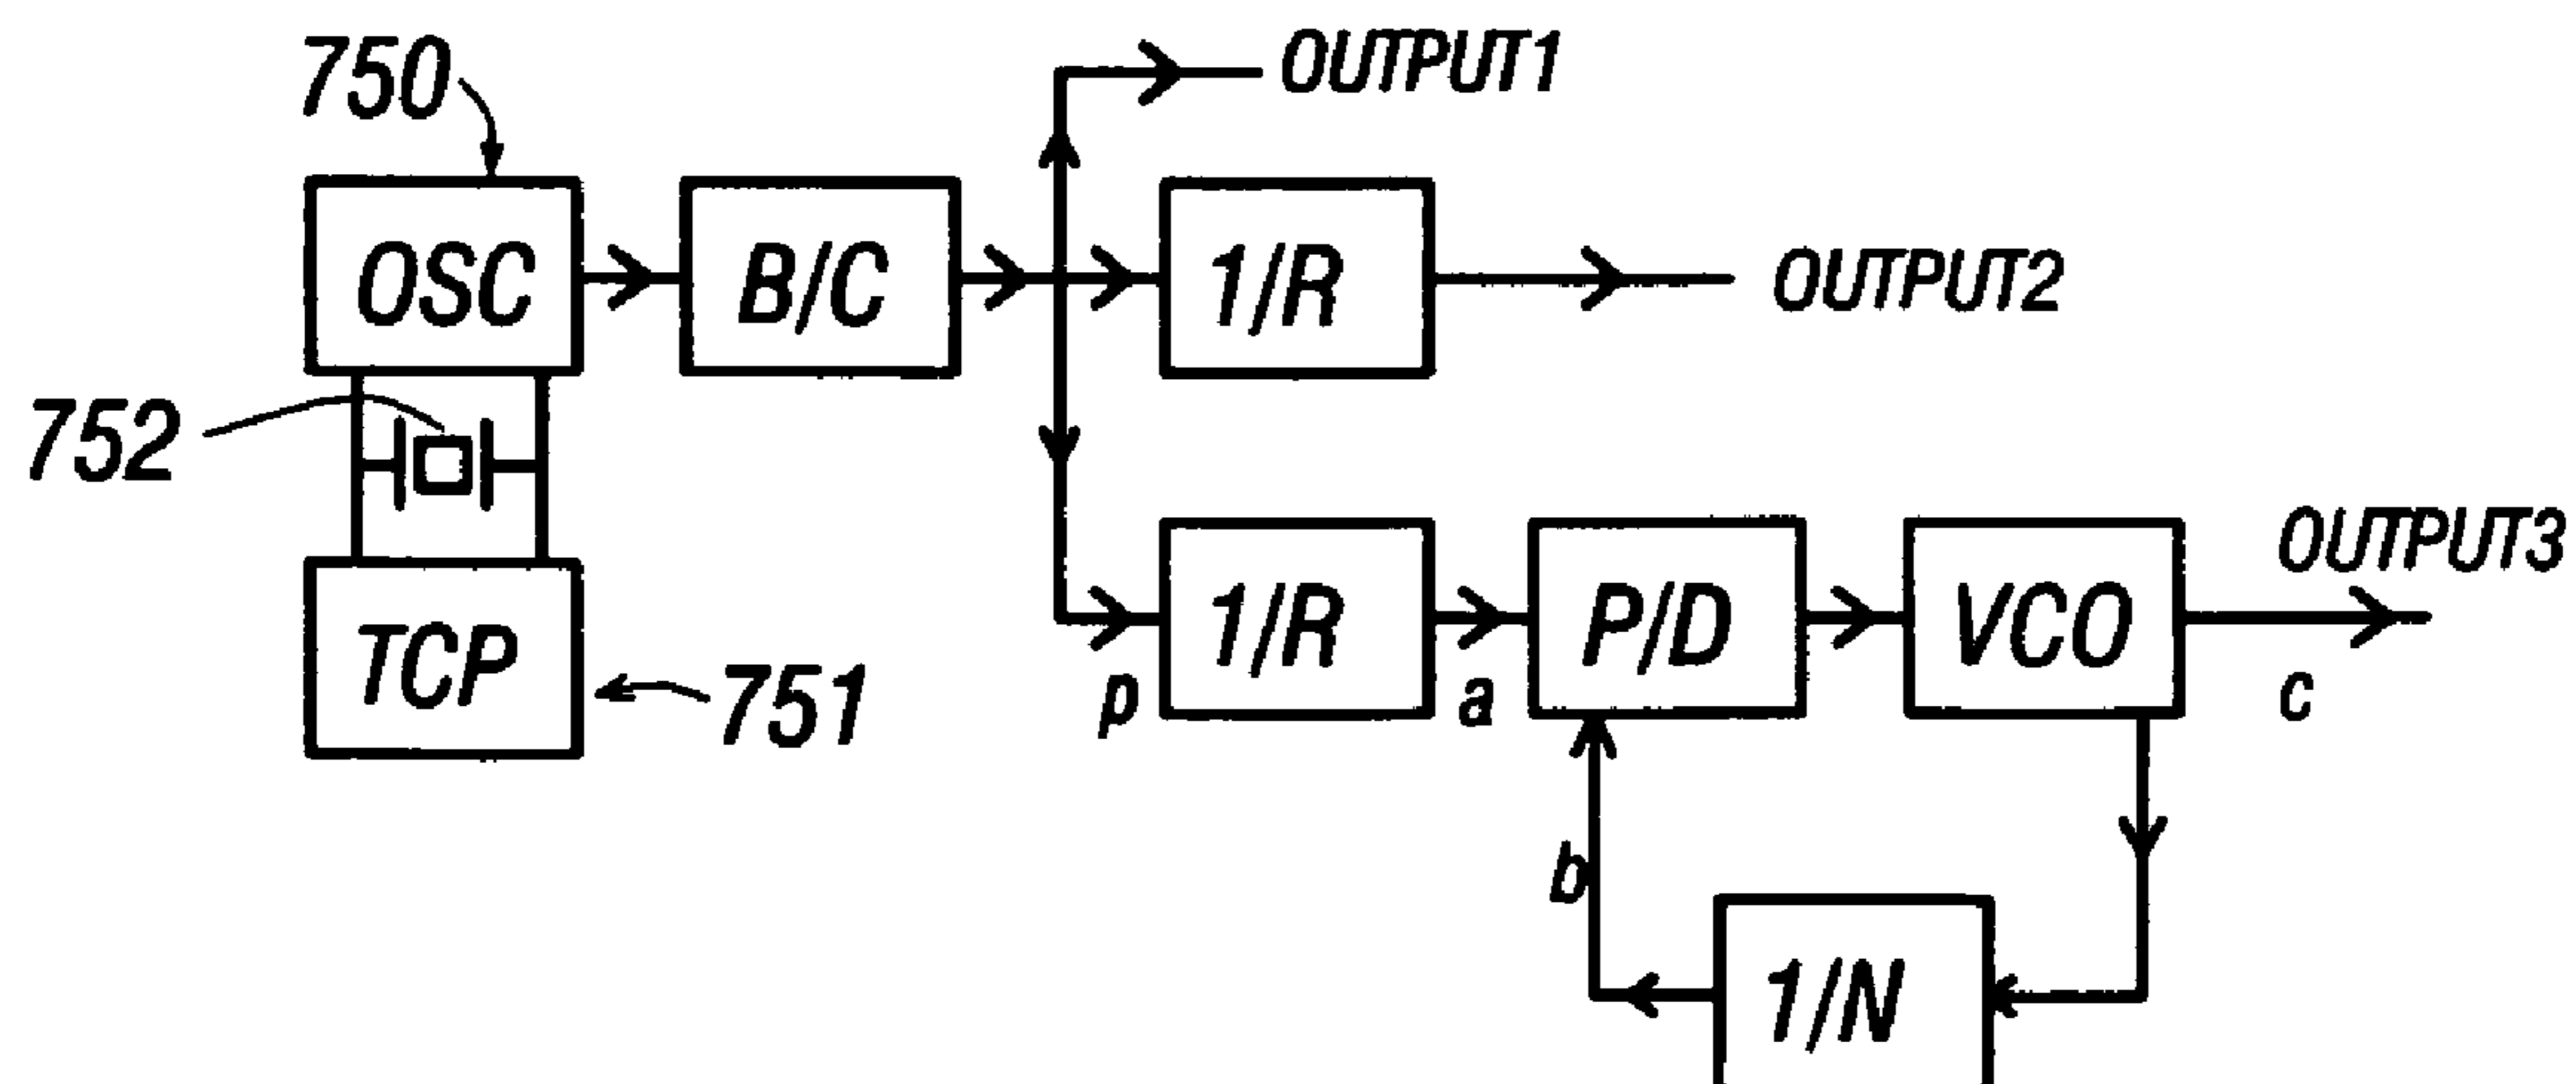 750
OUTPUT1
OSC
B/C
1/R
OUTPUT2
752
TCP
751
1/R
P/D
VCO
OUTPUT3
p
a
c
b
1/N